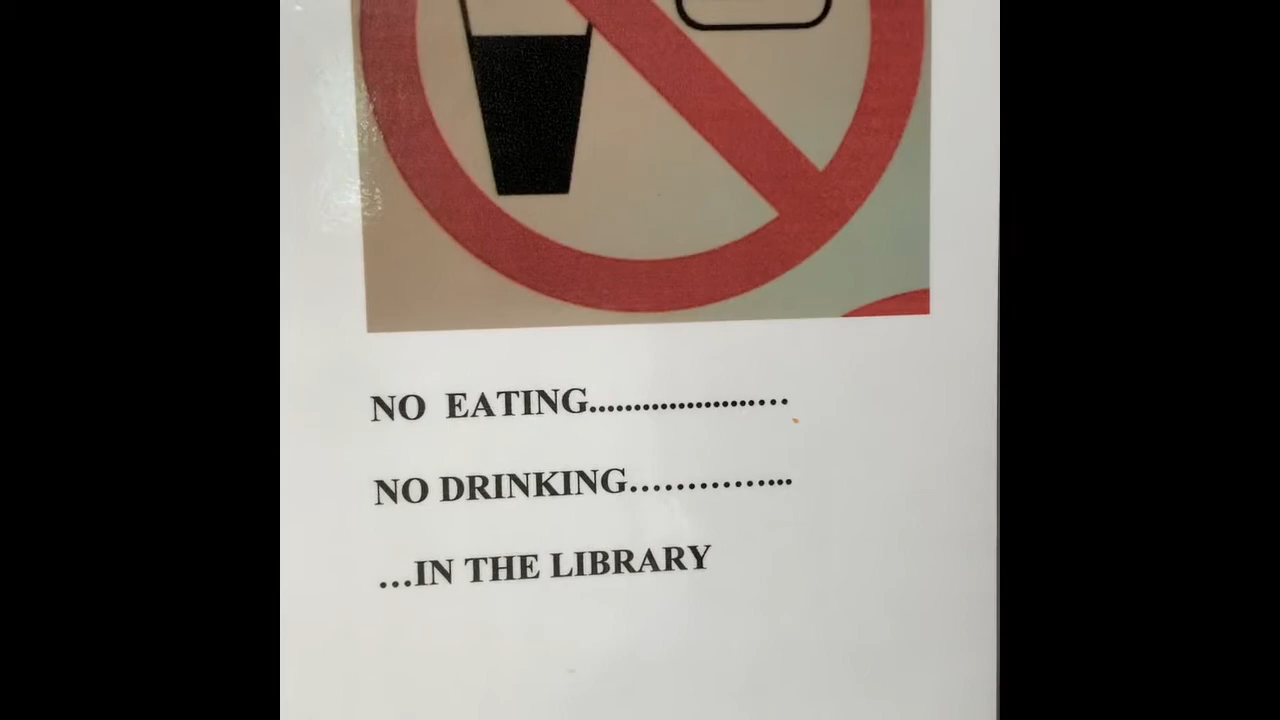 NO EATING......................
NO DRINKING................
...IN THE LIBRARY